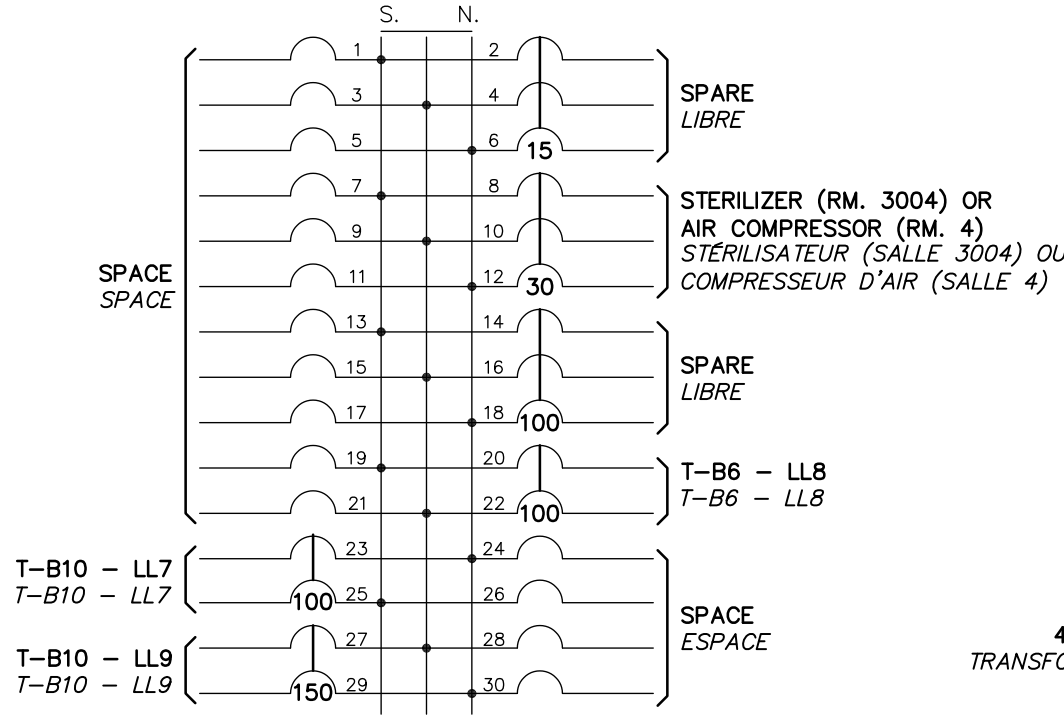 S. N.
1 2
3 4
5 6 15
SPARE
LIBRE
7 8
9 10
11 12 30
STERILIZER (RM. 3004) OR
AIR COMPRESSOR (RM. 4)
STÉRILISATEUR (SALLE 3004) OU
COMPRESSEUR D'AIR (SALLE 4)
SPACE
SPACE
13 14
15 16
17 18 100
SPARE
LIBRE
19 20
21 22 100
T-B6 - LL8
T-B6 - LL8
T-B10 - LL7
T-B10 - LL7
23 24
100 25 26
SPACE
ESPACE
T-B10 - LL9
T-B10 - LL9
27 28
150 29 30
4
TRANSFO